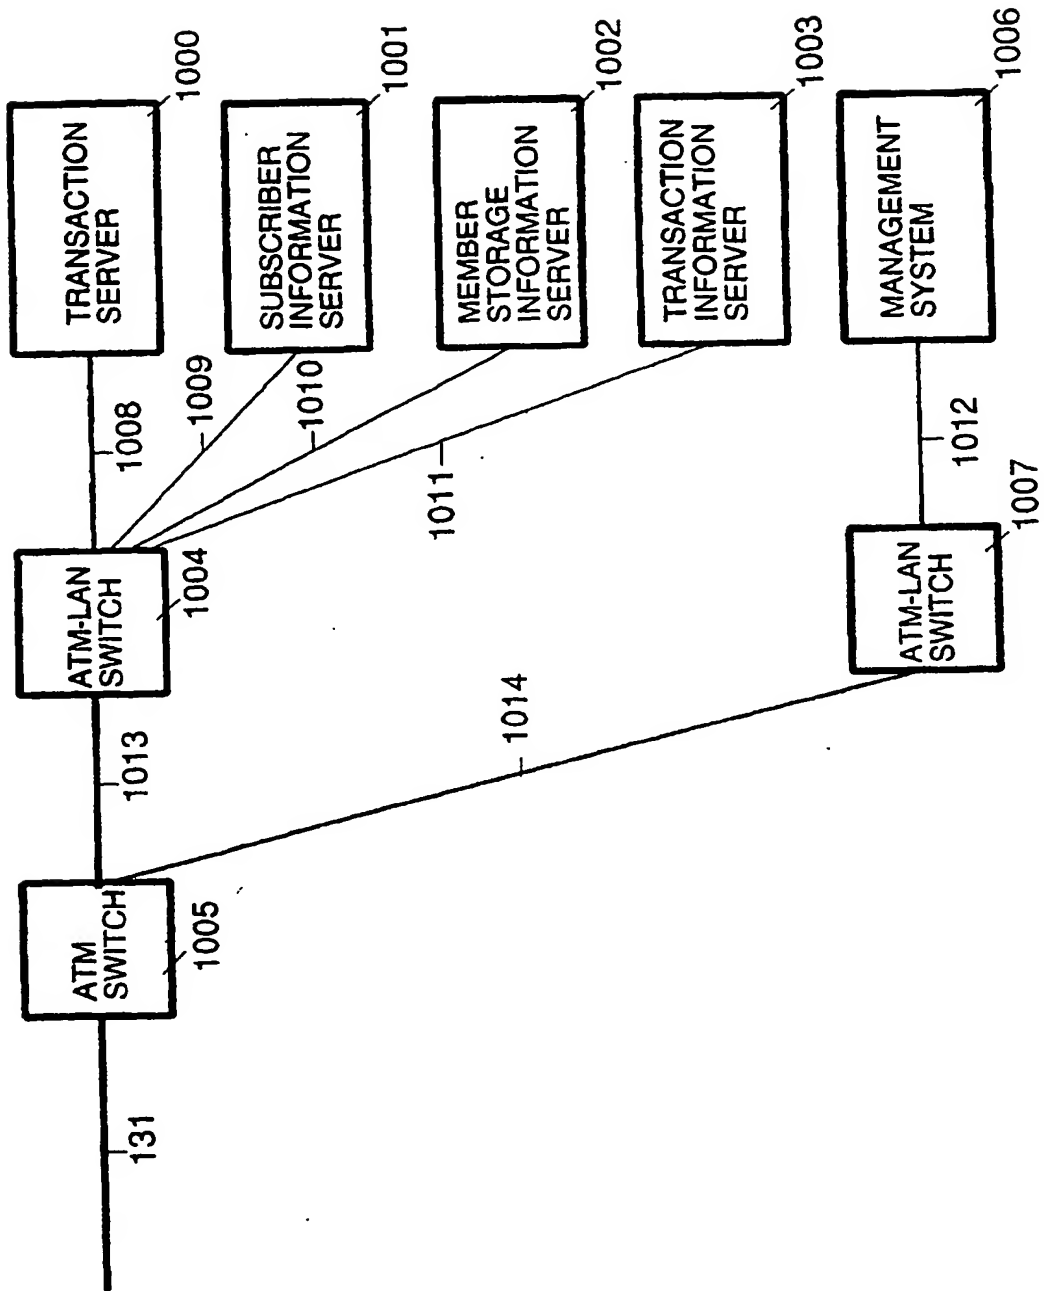 TRANSACTION
SERVER
1000
SUBSCRIBER
INFORMATION
SERVER
1001
MEMBER
STORAGE
INFORMATION
SERVER
1002
TRANSACTION
INFORMATION
SERVER
1003
MANAGEMENT
SYSTEM
1006
1008
1009
1010
1011
1012
ATM-LAN
SWITCH
1004
ATM-LAN
SWITCH
1007
1013
1014
ATM
SWITCH
1005
131